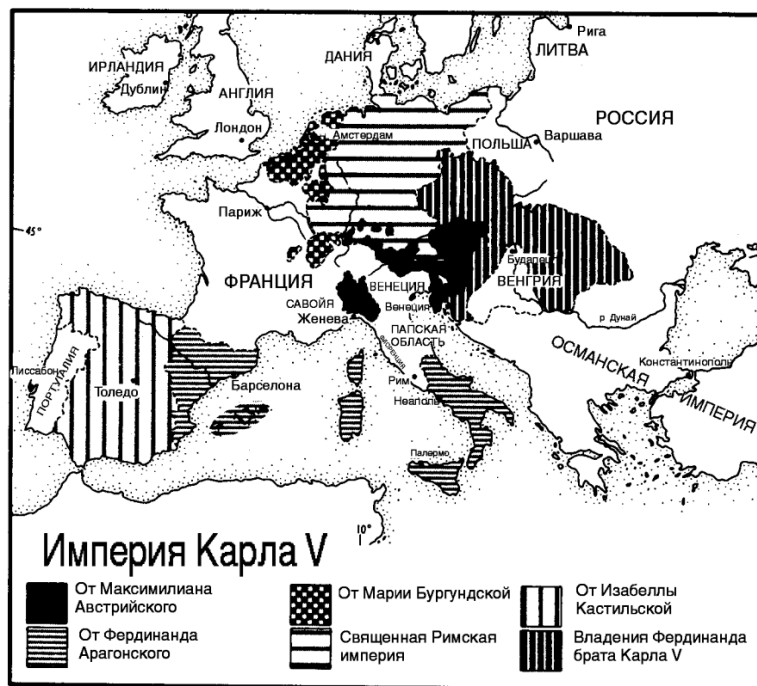 Рига
ДАНИЯ
ЛИТВА
ИРЛАНДИЯ
Дублин
АНГЛИЯ
РОССИЯ
Лондон
Амстердам
ПОЛЬША
Варшава
Париж
45°
Будапец
ФРАНЦИЯ
ВЕНЕЦИЯ
ВЕНГРИЯ
САВОЙЯ
Венеция
Женева
р Дунай
ПАПСКАЯ
ОБЛАСТЬ
ОСМАНСКАЯ
ИМПЕРИЯ
Константинополь
Лиссабон
ПОРТУГАЛИЯ
Толедо
Барселона
Рим
Неаполь
Палермо
10°
Империя Карла V
От Максимилиана
Австрийского
От Марии Бургундской
От Изабеллы
Кастильской
От Фердинанда
Арагонского
Священная Римская
империя
Владения Фердинанда
брата Карла V